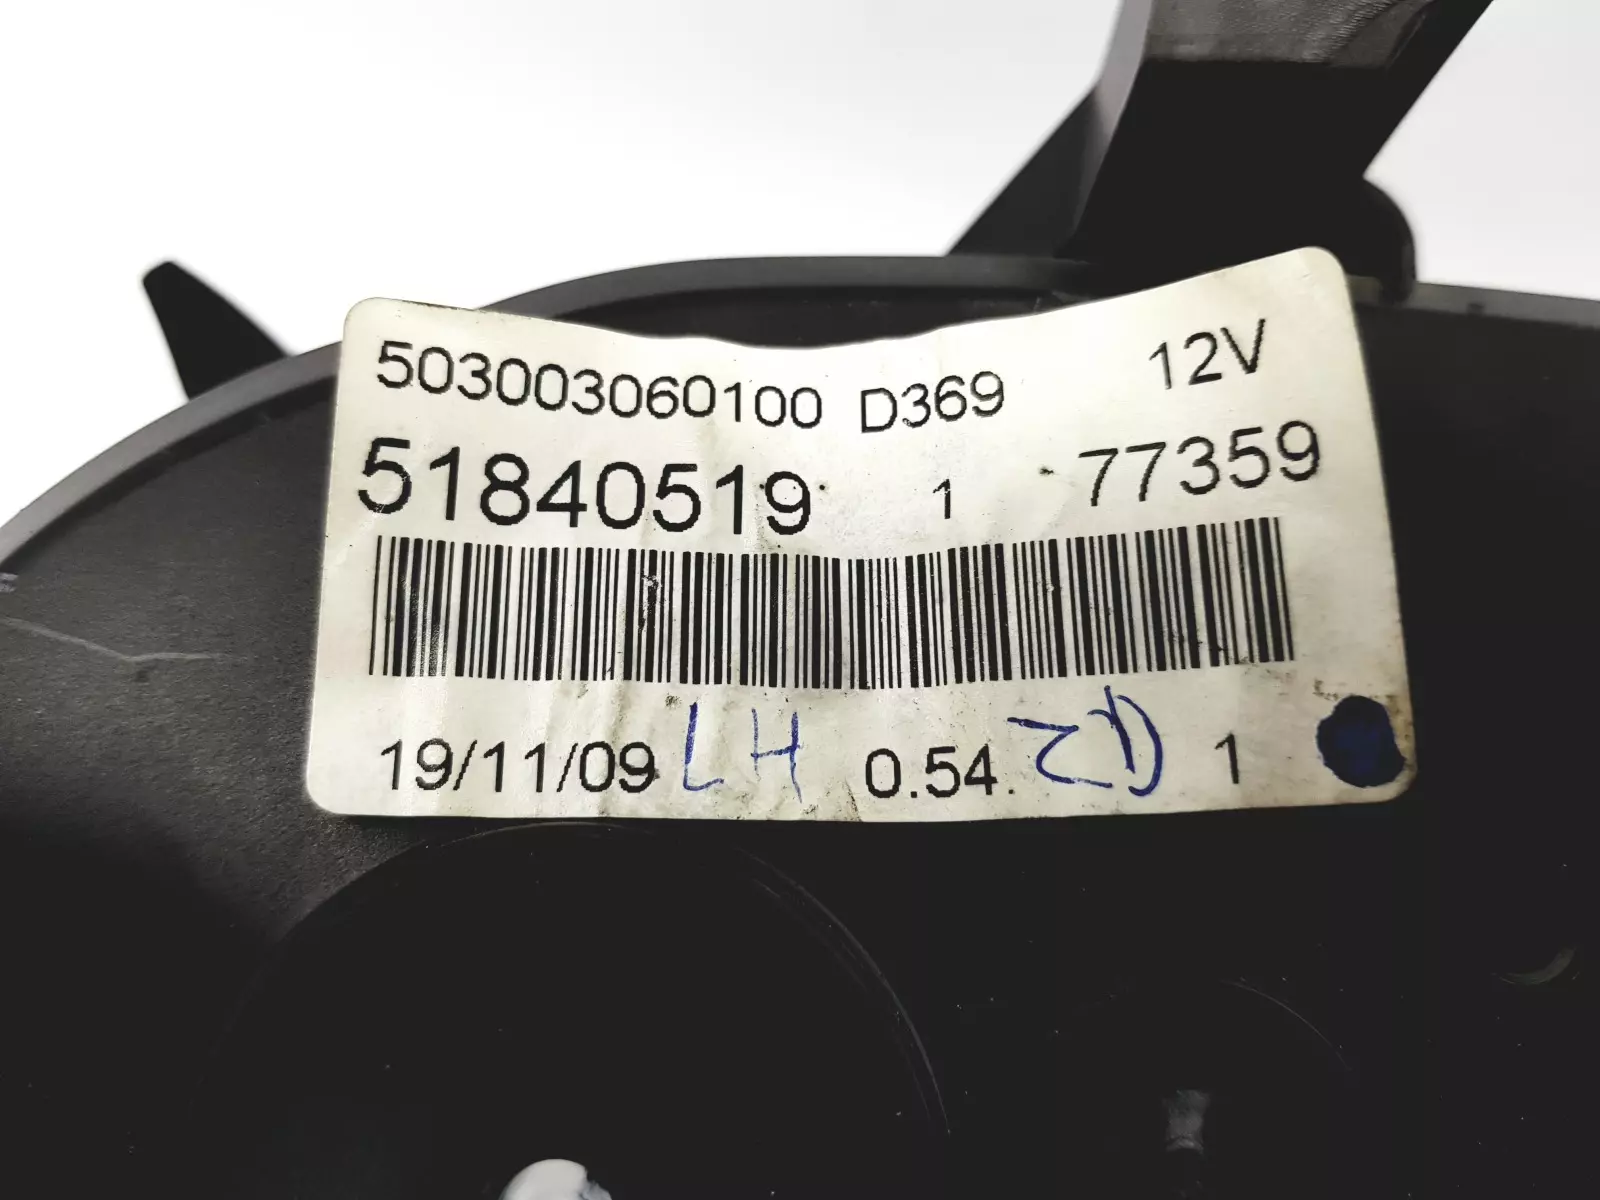 503003060100 D369 12V
51840519 1 77359
19/11/09 LH 0.54. 1